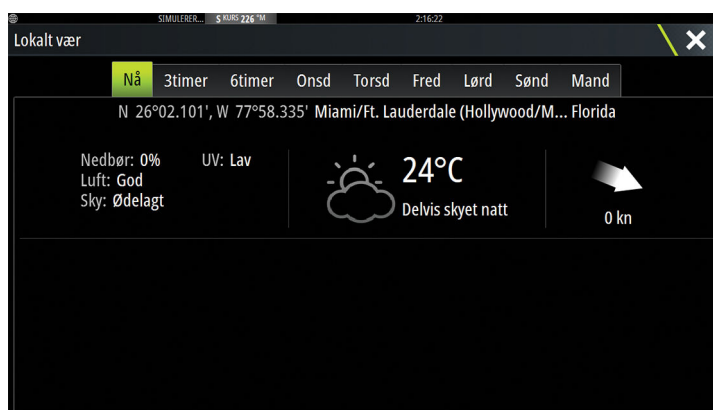 SIMULERER... S KURS 226 °M 2:16:22
Lokalt vær
Nå 3timer 6timer Onsd Torsd Fred Lørd Sønd Mand
N 26°02.101', W 77°58.335' Miami/Ft. Lauderdale (Hollywood/M... Florida
Nedbør: 0% UV: Lav
Luft: God
Sky: Ødelagt
24°C
Delvis skyet natt
0 kn